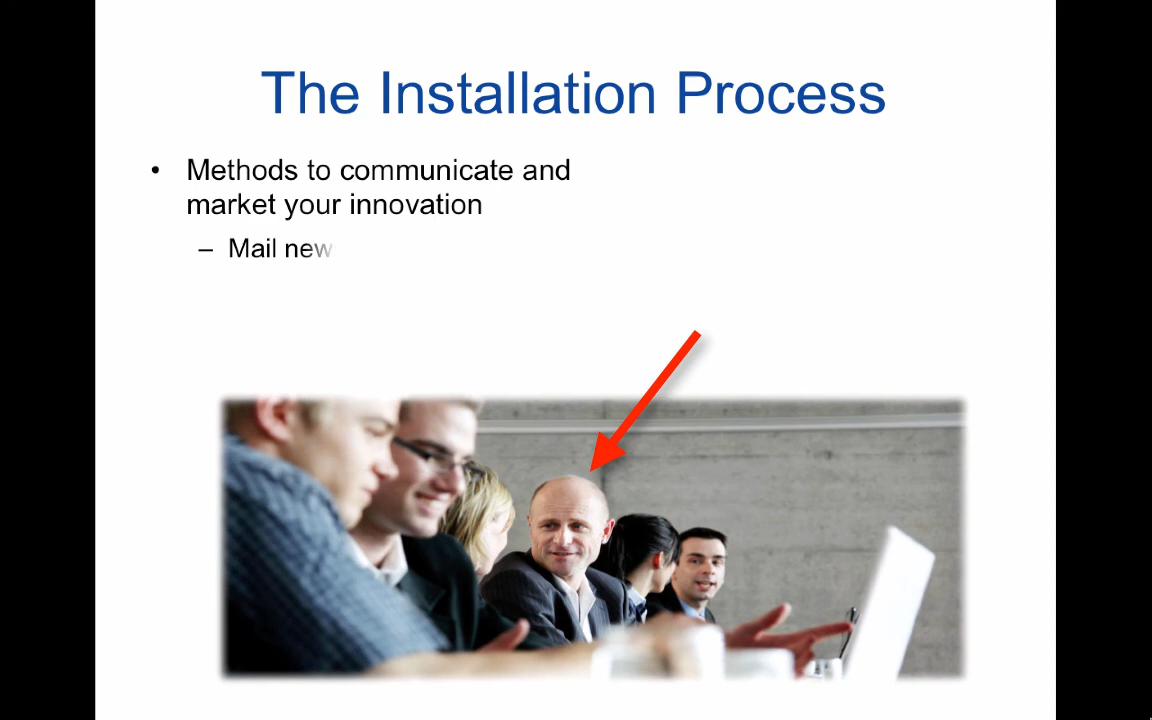 The Installation Process
• Methods to communicate and
market your innovation
– Mail new